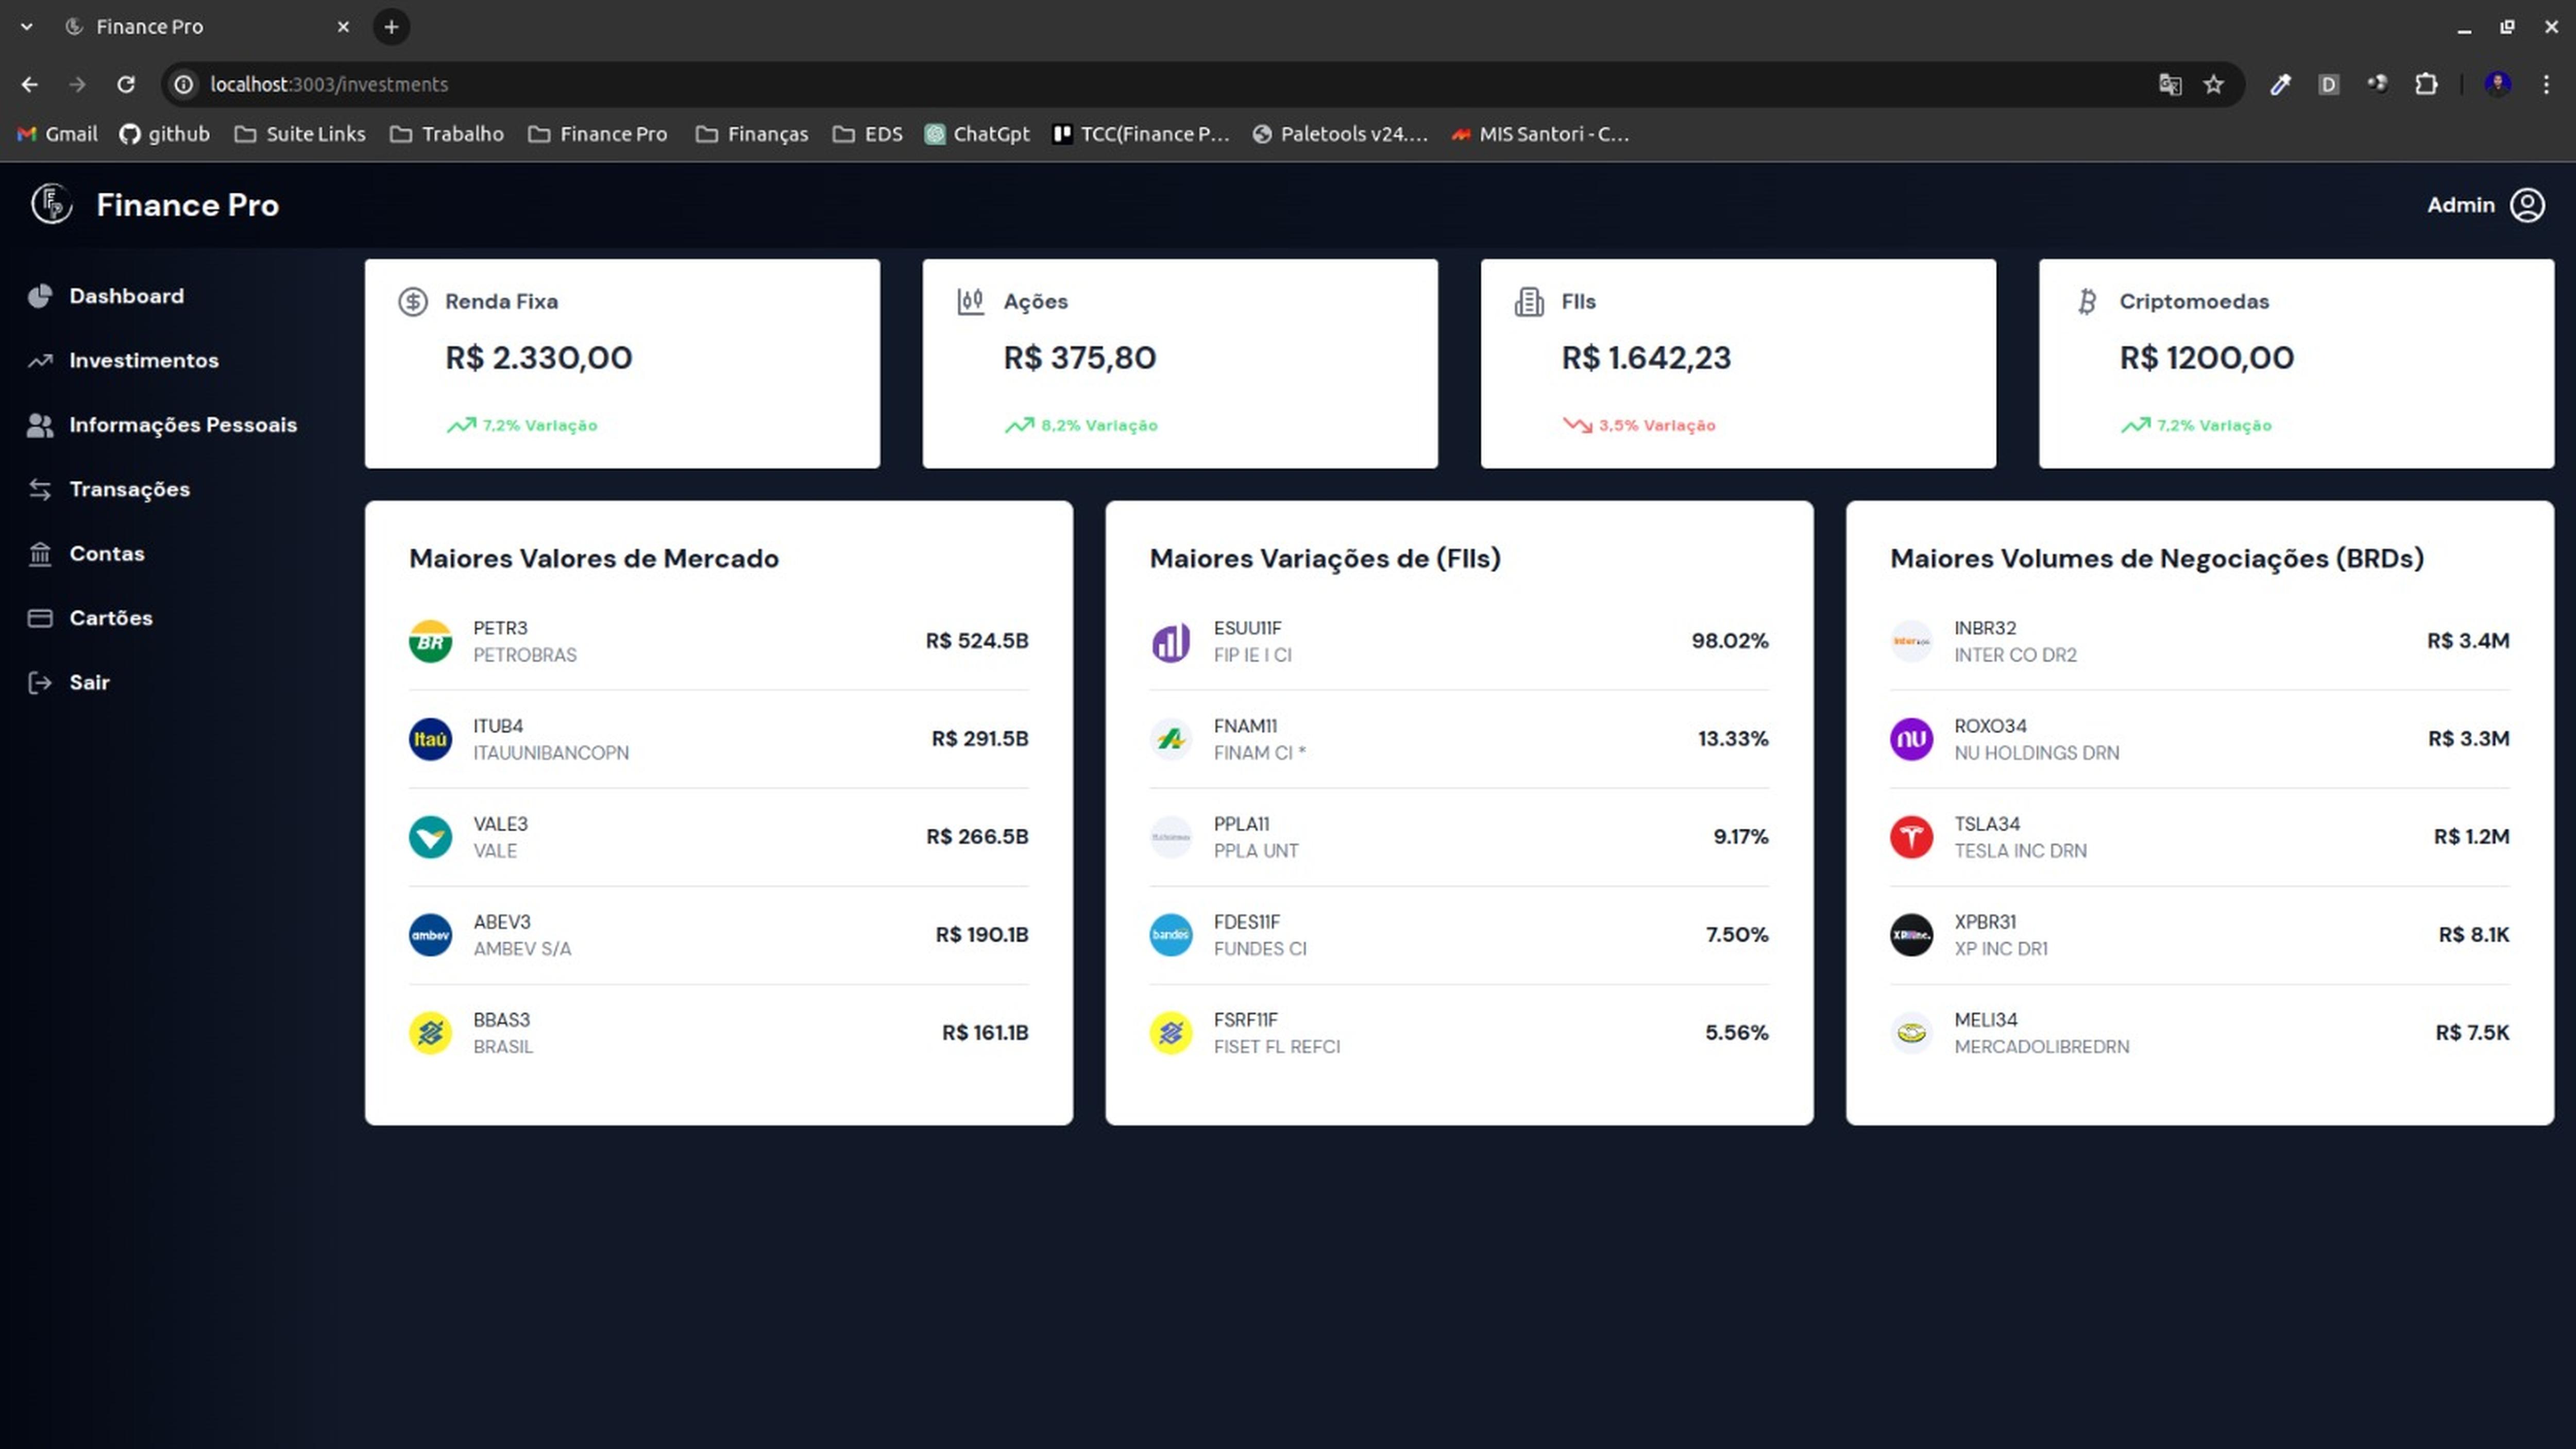 Finance Pro
localhost:3003/investments
Gmail github Suite Links Trabalho Finance Pro Finanças EDS ChatGpt TCC(Finance P... Paletools v24.... MIS Santori - C...
Finance Pro
Admin
Dashboard
Investimentos
Informações Pessoais
Transações
Contas
Cartões
Sair
Renda Fixa
R$ 2.330,00
7,2% Variação
Ações
R$ 375,80
8,2% Variação
FIIs
R$ 1.642,23
3,5% Variação
Criptomoedas
R$ 1200,00
7,2% Variação
Maiores Valores de Mercado
BR
PETR3
PETROBRAS
R$ 524.5B
Itaú
ITUB4
ITAUUNIBANCOPN
R$ 291.5B
VALE3
VALE
R$ 266.5B
ambev
ABEV3
AMBEV S/A
R$ 190.1B
BBAS3
BRASIL
R$ 161.1B
Maiores Variações de (FIIs)
ESUU11F
FIP IE I CI
98.02%
FNAM11
FINAM CI *
13.33%
PPLA11
PPLA UNT
9.17%
bandes
FDES11F
FUNDES CI
7.50%
FSRF11F
FISET FL REFCI
5.56%
Maiores Volumes de Negociações (BRDs)
inter
INBR32
INTER CO DR2
R$ 3.4M
nu
ROXO34
NU HOLDINGS DRN
R$ 3.3M
TSLA34
TESLA INC DRN
R$ 1.2M
XPBR31
XP INC DR1
R$ 8.1K
MELI34
MERCADOLIBREDRN
R$ 7.5K